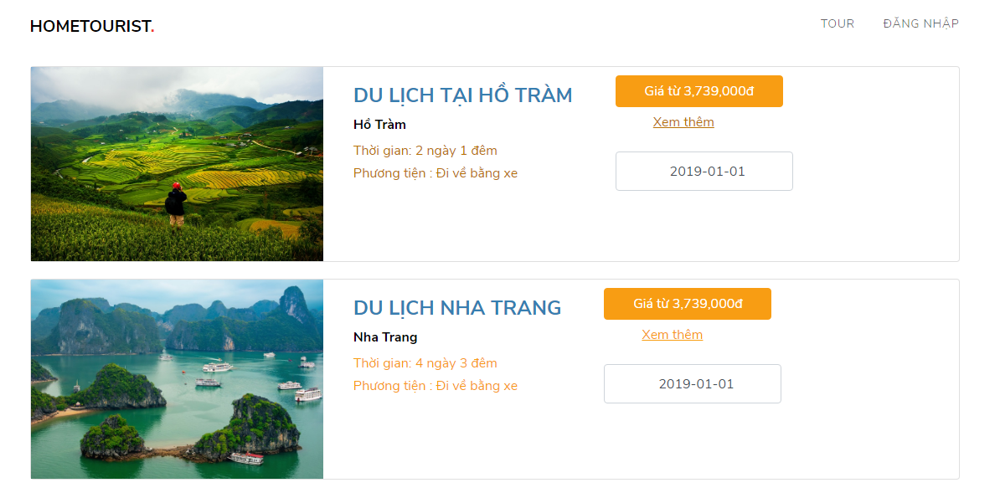 HOMETOURIST.
TOUR
ĐĂNG NHẬP
DU LỊCH TẠI HỒ TRÀM
Hồ Tràm
Thời gian: 2 ngày 1 đêm
Phương tiện : Đi về bằng xe
Giá từ 3,739,000đ
Xem thêm
2019-01-01
DU LỊCH NHA TRANG
Nha Trang
Thời gian: 4 ngày 3 đêm
Phương tiện : Đi về bằng xe
Giá từ 3,739,000đ
Xem thêm
2019-01-01